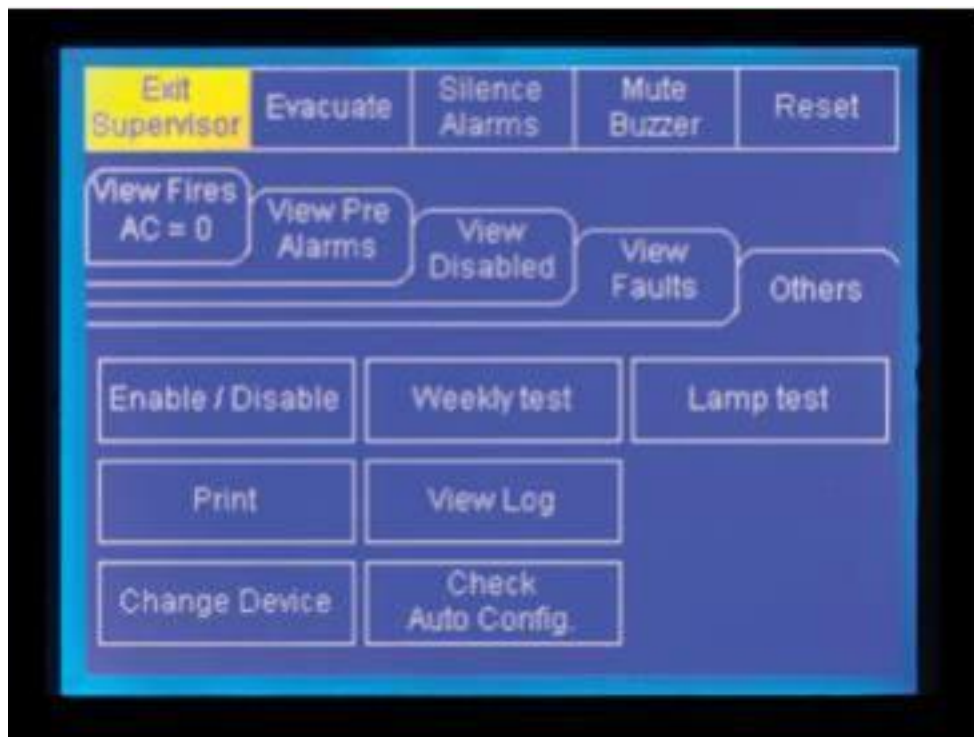 Exit
Supervisor
Evacuate
Silence
Alarms
Mute
Buzzer
Reset
View Fires
AC = 0
View Pre
Alarms
View
Disabled
View
Faults
Others
Enable / Disable
Weekly test
Lamp test
Print
View Log
Change Device
Check
Auto Config.